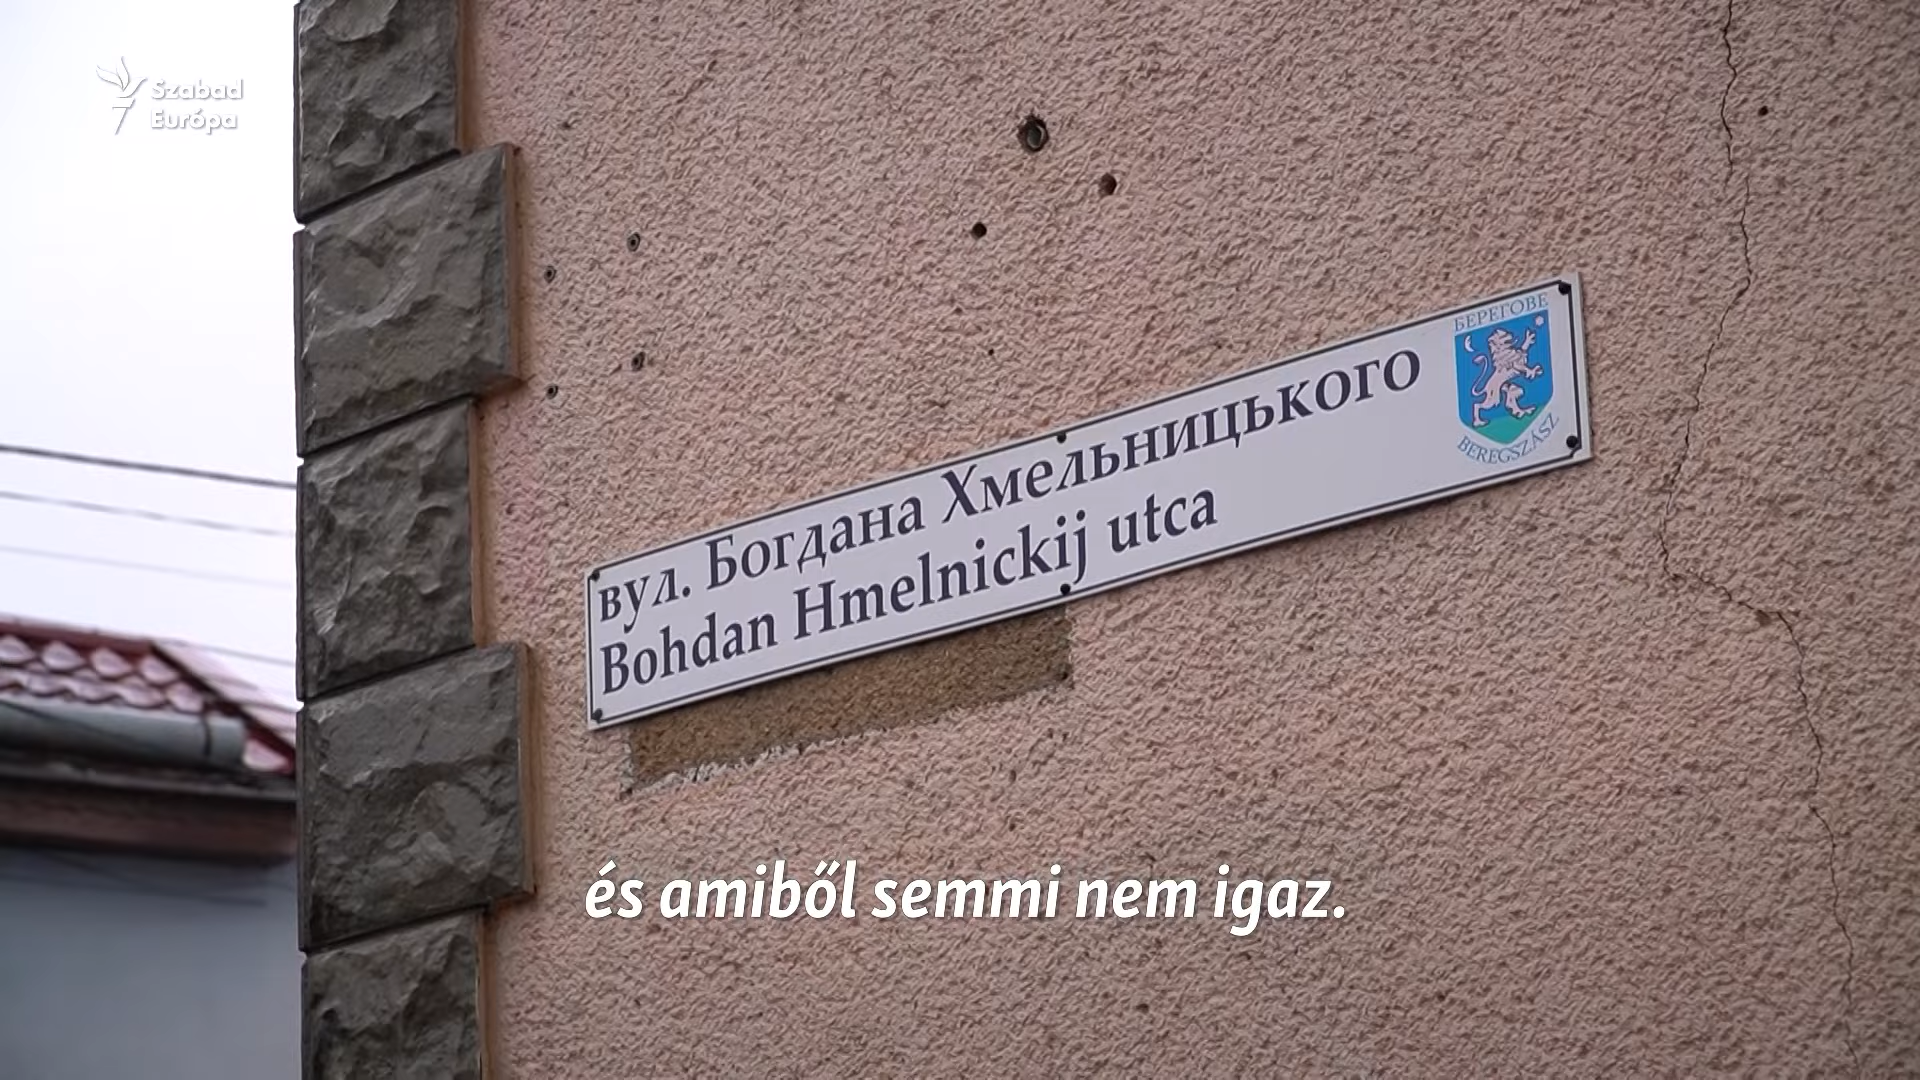 Szabad
Európa
БЕРЕГОВЕ
BEREGSZÁSZ
вул. Богдана Хмельницького
Bohdan Hmelnickij utca
és amiből semmi nem igaz.